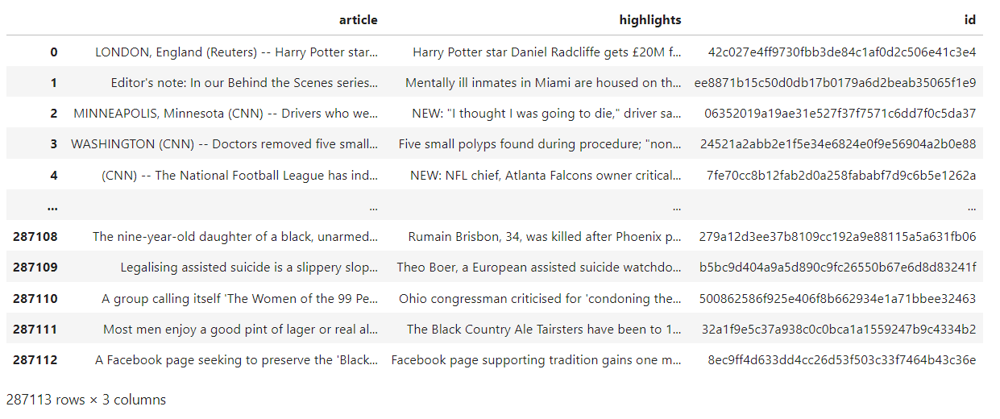 article highlights id
0 LONDON, England (Reuters) -- Harry Potter star... Harry Potter star Daniel Radcliffe gets £20M f... 42c027e4ff9730fbb3de84c1af0d2c506e41c3e4
1 Editor's note: In our Behind the Scenes series... Mentally ill inmates in Miami are housed on th... ee8871b15c50d0db17b0179a6d2beab35065f1e9
2 MINNEAPOLIS, Minnesota (CNN) -- Drivers who we... NEW: "I thought I was going to die," driver sa... 06352019a19ae31e527f37f7571c6dd7f0c5da37
3 WASHINGTON (CNN) -- Doctors removed five small... Five small polyps found during procedure; "non... 24521a2abb2e1f5e34e6824e0f9e56904a2b0e88
4 (CNN) -- The National Football League has ind... NEW: NFL chief, Atlanta Falcons owner critical... 7fe70cc8b12fab2d0a258fababf7d9c6b5e1262a
... ... ... ...
287108 The nine-year-old daughter of a black, unarmed... Rumain Brisbon, 34, was killed after Phoenix p... 279a12d3ee37b8109cc192a9e88115a5a631fb06
287109 Legalising assisted suicide is a slippery slop... Theo Boer, a European assisted suicide watchdo... b5bc9d404a9a5d890c9fc26550b67e6d8d83241f
287110 A group calling itself 'The Women of the 99 Pe... Ohio congressman criticised for 'condoning the... 500862586f925e406f8b662934e1a71bbee32463
287111 Most men enjoy a good pint of lager or real al... The Black Country Ale Tairsters have been to 1... 32a1f9e5c37a938c0c0bca1a1559247b9c4334b2
287112 A Facebook page seeking to preserve the 'Black... Facebook page supporting tradition gains one m... 8ec9ff4d633dd4cc26d53f503c33f7464b43c36e
287113 rows × 3 columns